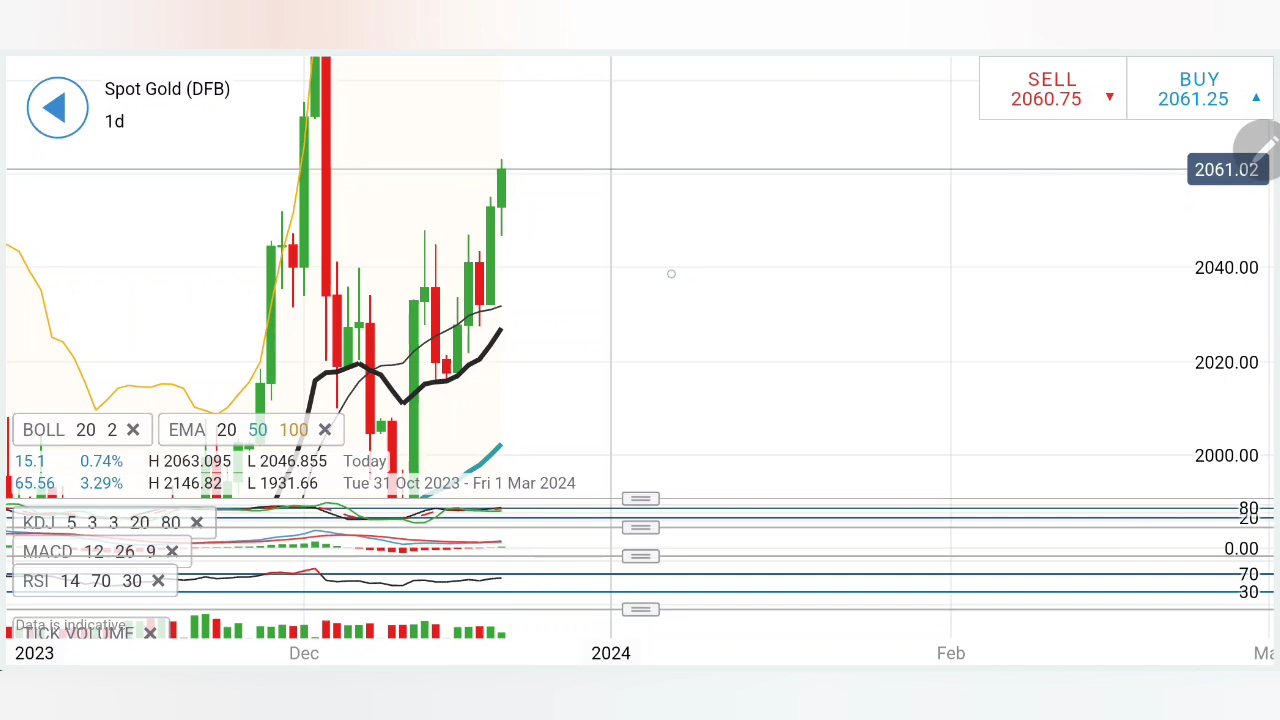 Spot Gold (DFB)
1d
SELL
2060.75
BUY
2061.25
2061.02
2040.00
2020.00
2000.00
BOLL 20 2
EMA 20 50 100
15.1 0.74% H 2063.095 L 2046.855 Today
65.56 3.29% H 2146.82 L 1931.66 Tue 31 Oct 2023 - Fri 1 Mar 2024
80
20
KDJ 5 3 3 20 80
MACD 12 26 9
0.00
RSI 14 70 30
70
30
Data is indicative
TICK VOLUME
2023 Dec 2024 Feb